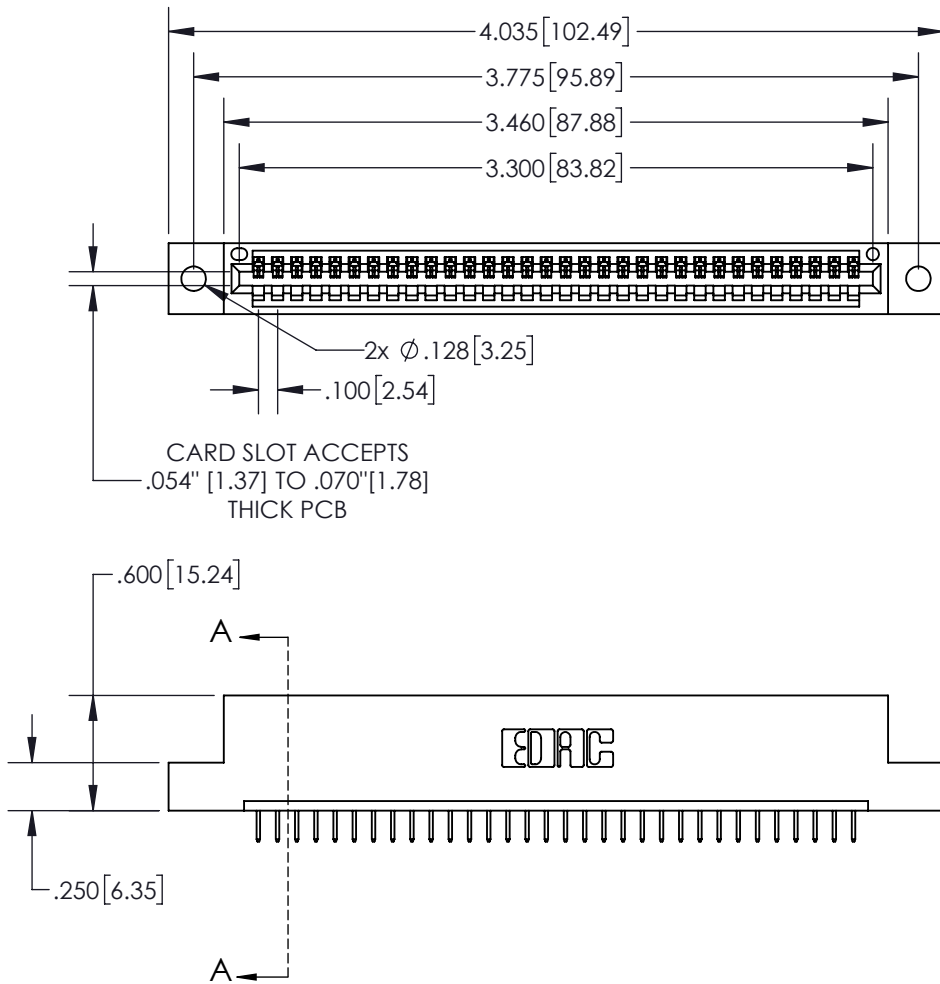 4.035[102.49]
3.775[95.89]
3.460[87.88]
3.300[83.82]
2x ∅.128[3.25]
.100[2.54]
CARD SLOT ACCEPTS
.054" [1.37] TO .070"[1.78]
THICK PCB
.600[15.24]
A
EDAC
.250[6.35]
A